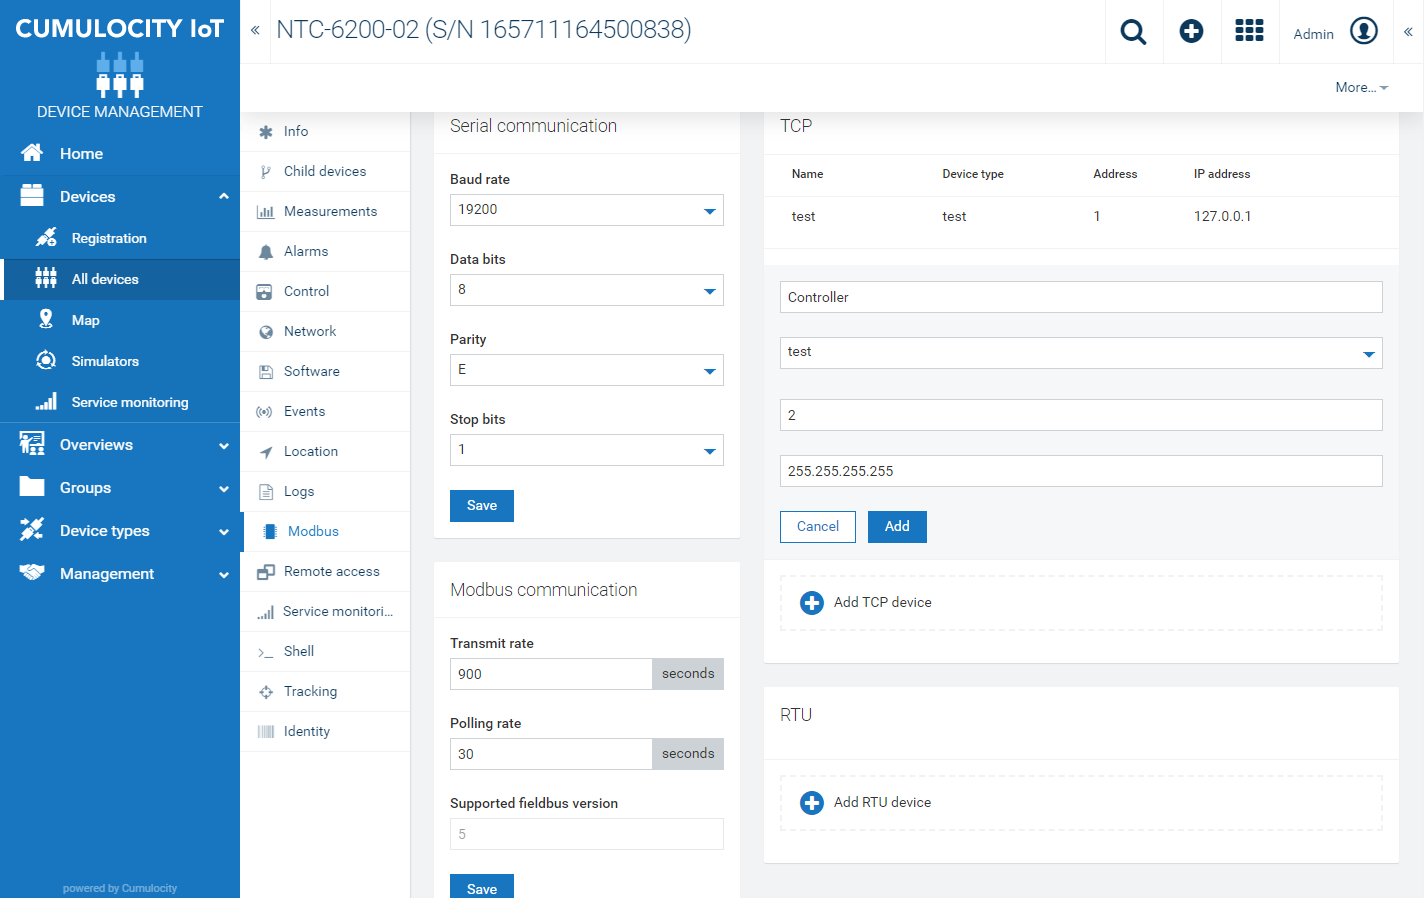 CUMULOCITY IoT
DEVICE MANAGEMENT
Home
Devices
Registration
All devices
Map
Simulators
Service monitoring
Overviews
Groups
Device types
Management
powered by Cumulocity
NTC-6200-02 (S/N 165711164500838)
Admin
More...
Info
Child devices
Measurements
Alarms
Control
Network
Software
Events
Location
Logs
Modbus
Remote access
Service monitori...
Shell
Tracking
Identity
Serial communication
Baud rate
19200
Data bits
8
Parity
E
Stop bits
1
Save
Modbus communication
Transmit rate
900 seconds
Polling rate
30 seconds
Supported fieldbus version
5
Save
TCP
Name Device type Address IP address
test test 1 127.0.0.1
Controller
test
2
255.255.255.255
Cancel Add
Add TCP device
RTU
Add RTU device